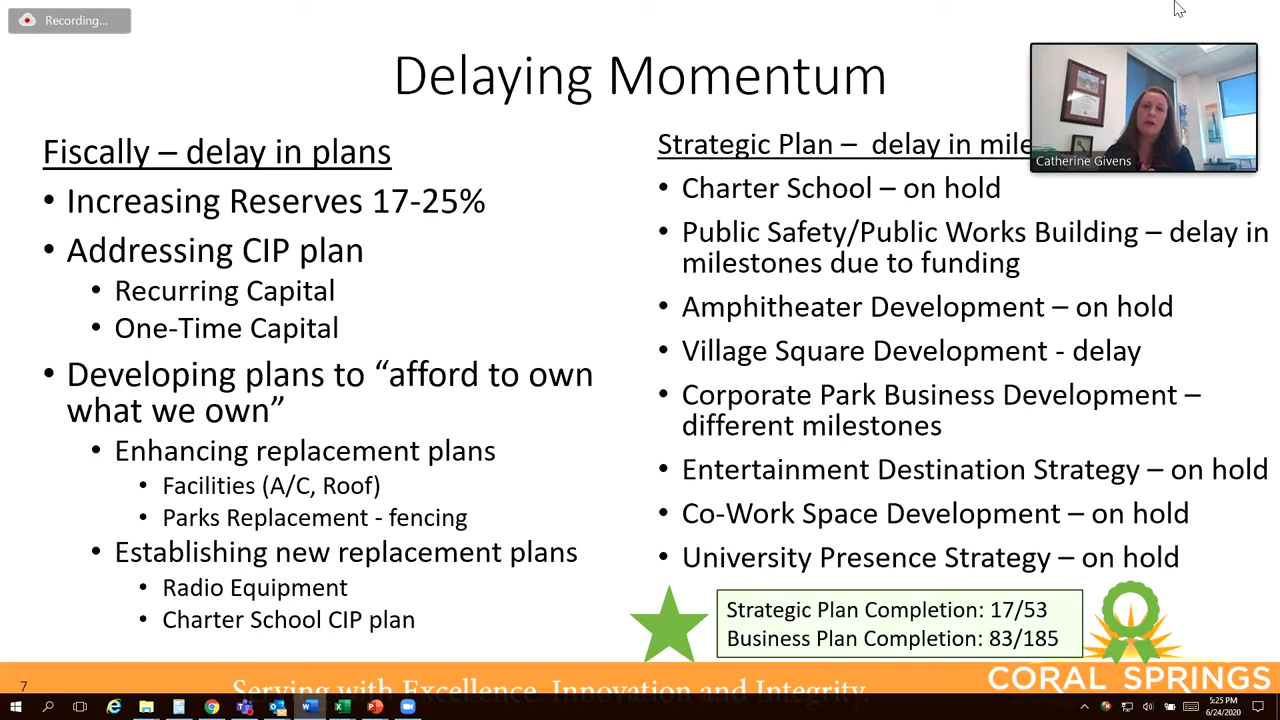 Recording...
Delaying Momentum
Catherine Givens
Fiscally – delay in plans
• Increasing Reserves 17-25%
• Addressing CIP plan
• Recurring Capital
• One-Time Capital
• Developing plans to “afford to own
what we own”
• Enhancing replacement plans
• Facilities (A/C, Roof)
• Parks Replacement - fencing
• Establishing new replacement plans
• Radio Equipment
• Charter School CIP plan
Strategic Plan – delay in mile
• Charter School – on hold
• Public Safety/Public Works Building – delay in
milestones due to funding
• Amphitheater Development – on hold
• Village Square Development - delay
• Corporate Park Business Development –
different milestones
• Entertainment Destination Strategy – on hold
• Co-Work Space Development – on hold
• University Presence Strategy – on hold
Strategic Plan Completion: 17/53
Business Plan Completion: 83/185
7
Serving with Excellence, Innovation and Integrity.
CORAL SPRINGS
5:25 PM
6/24/2020